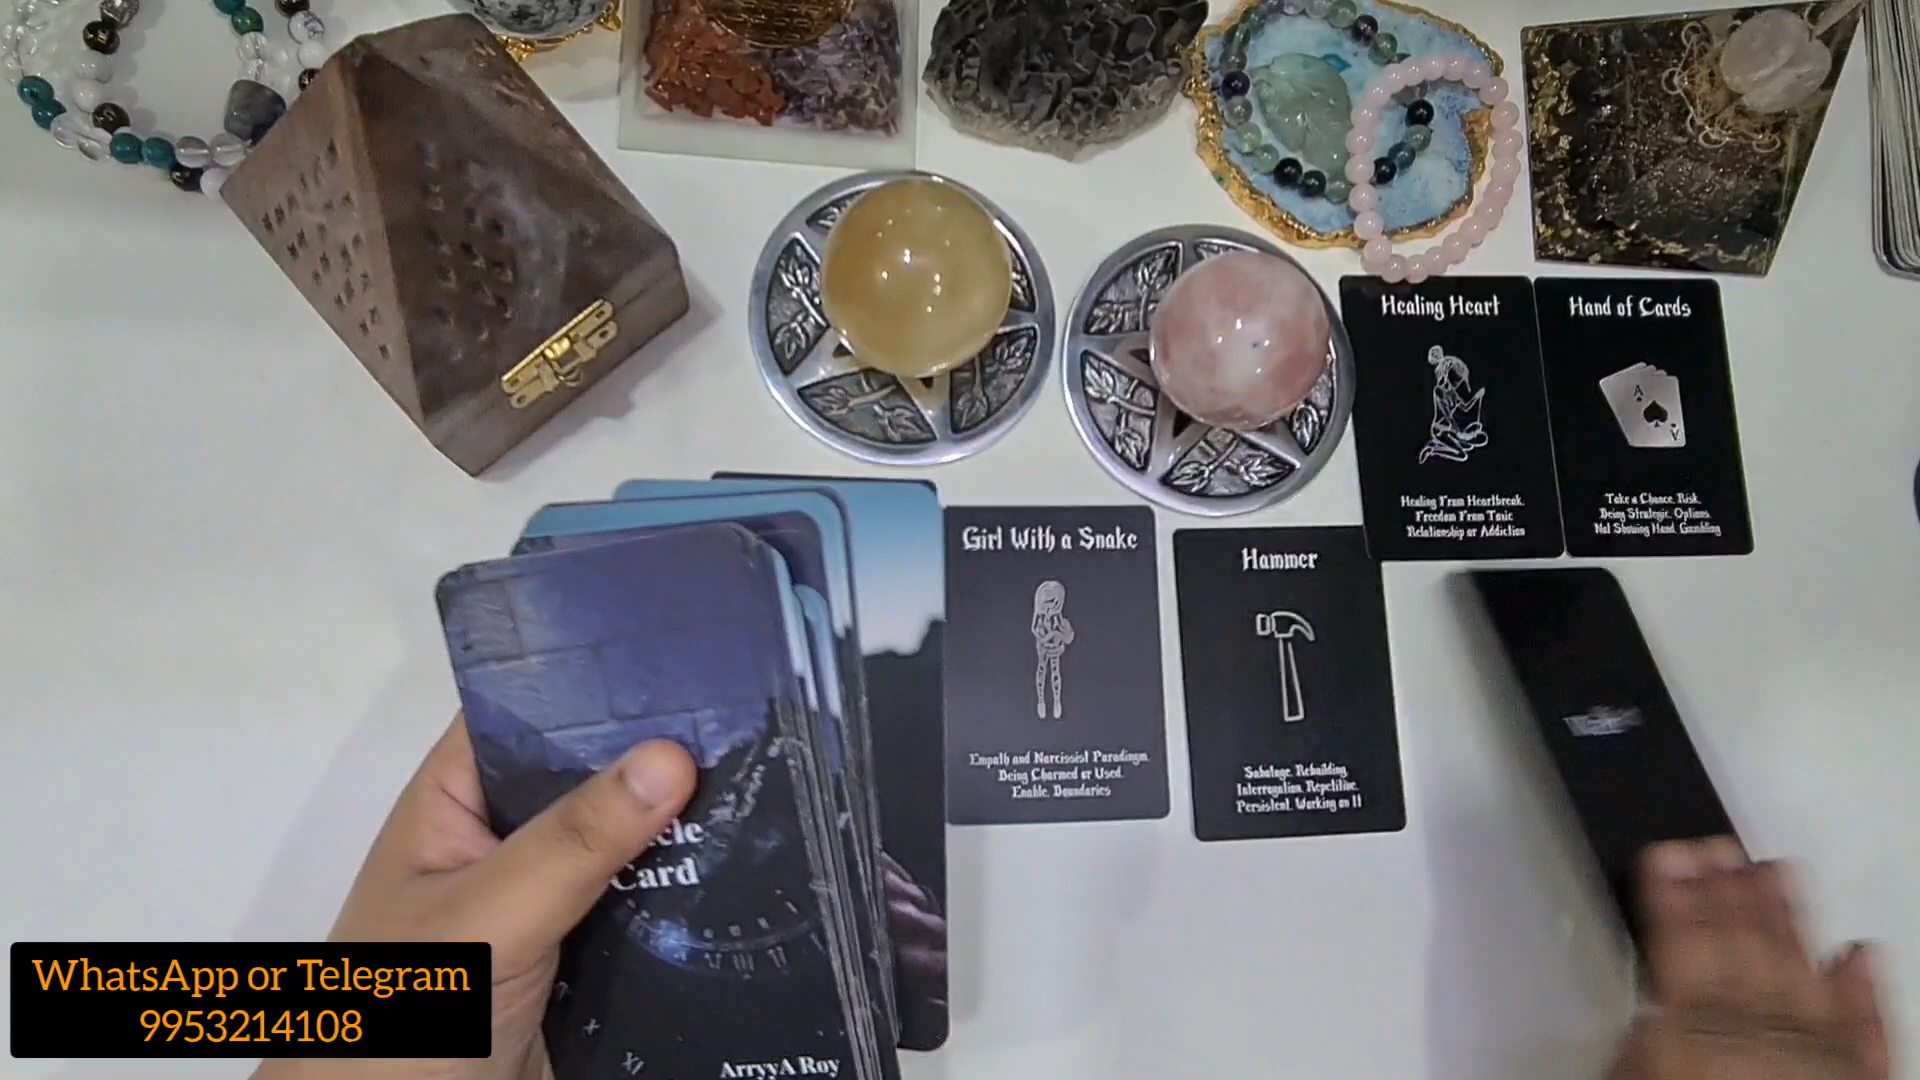 Healing Heart
Healing From Heartbreak,
Freedom From Toxic
Relationship or Addiction
Hand of Cards
A
A
Take a Chance, Risk,
Being Strategic, Options,
Not Showing Hand, Gambling
Girl With a Snake
Empath and Narcissist Paradigm,
Being Charmed or Used,
Enable, Boundaries
Hammer
Sabotage, Rebuilding,
Interrogation, Repetitive,
Persistent, Working on It
Card
ArryyA Roy
WhatsApp or Telegram
9953214108